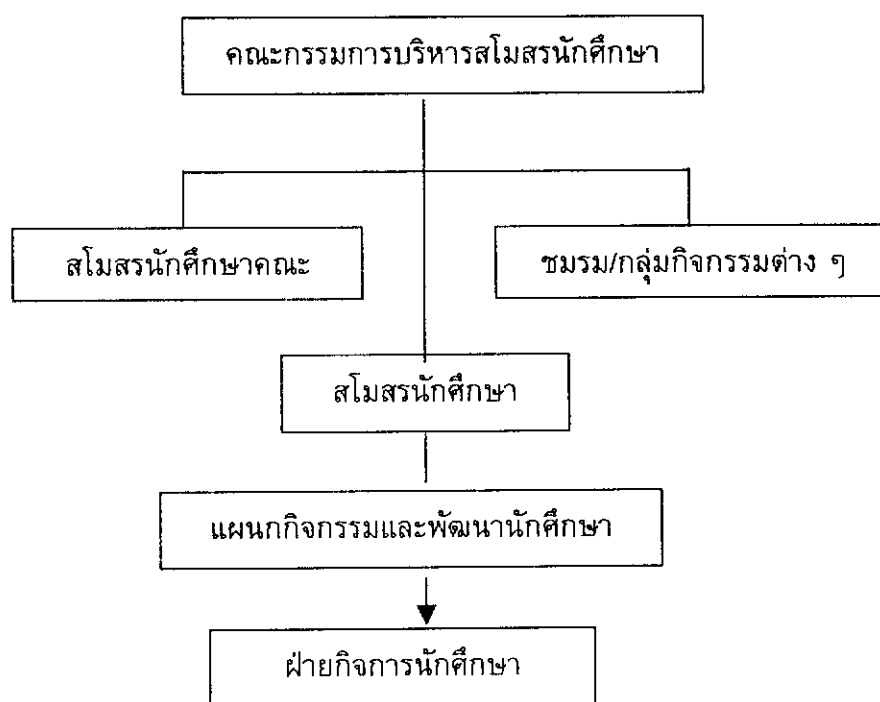 คณะกรรมการบริหารสโมสรนักศึกษา
สโมสรนักศึกษาคณะ
ชมรม/กลุ่มกิจกรรมต่าง ๆ
สโมสรนักศึกษา
แผนกกิจกรรมและพัฒนานักศึกษา
ฝ่ายกิจการนักศึกษา